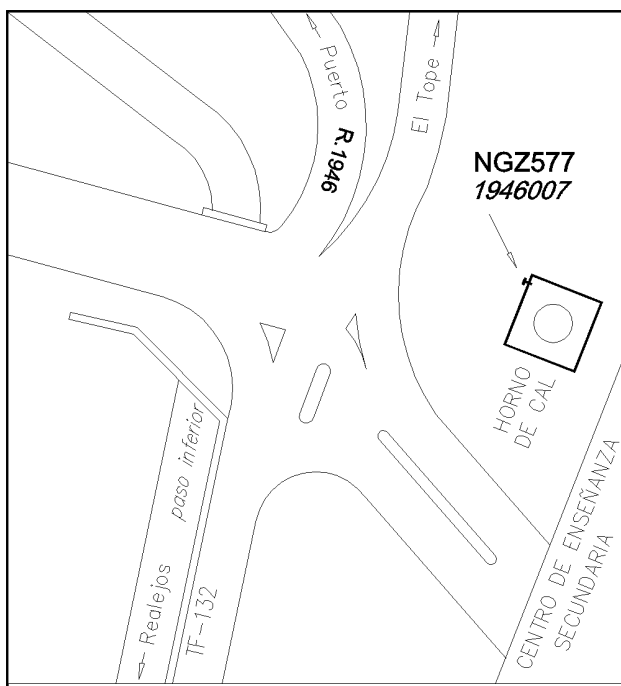 Puerto
R.1946
El Tope
NGZ577
1946007
HORNO
DE CAL
paso inferior
Realejos
TF-132
CENTRO DE ENSEÑANZA
SECUNDARIA